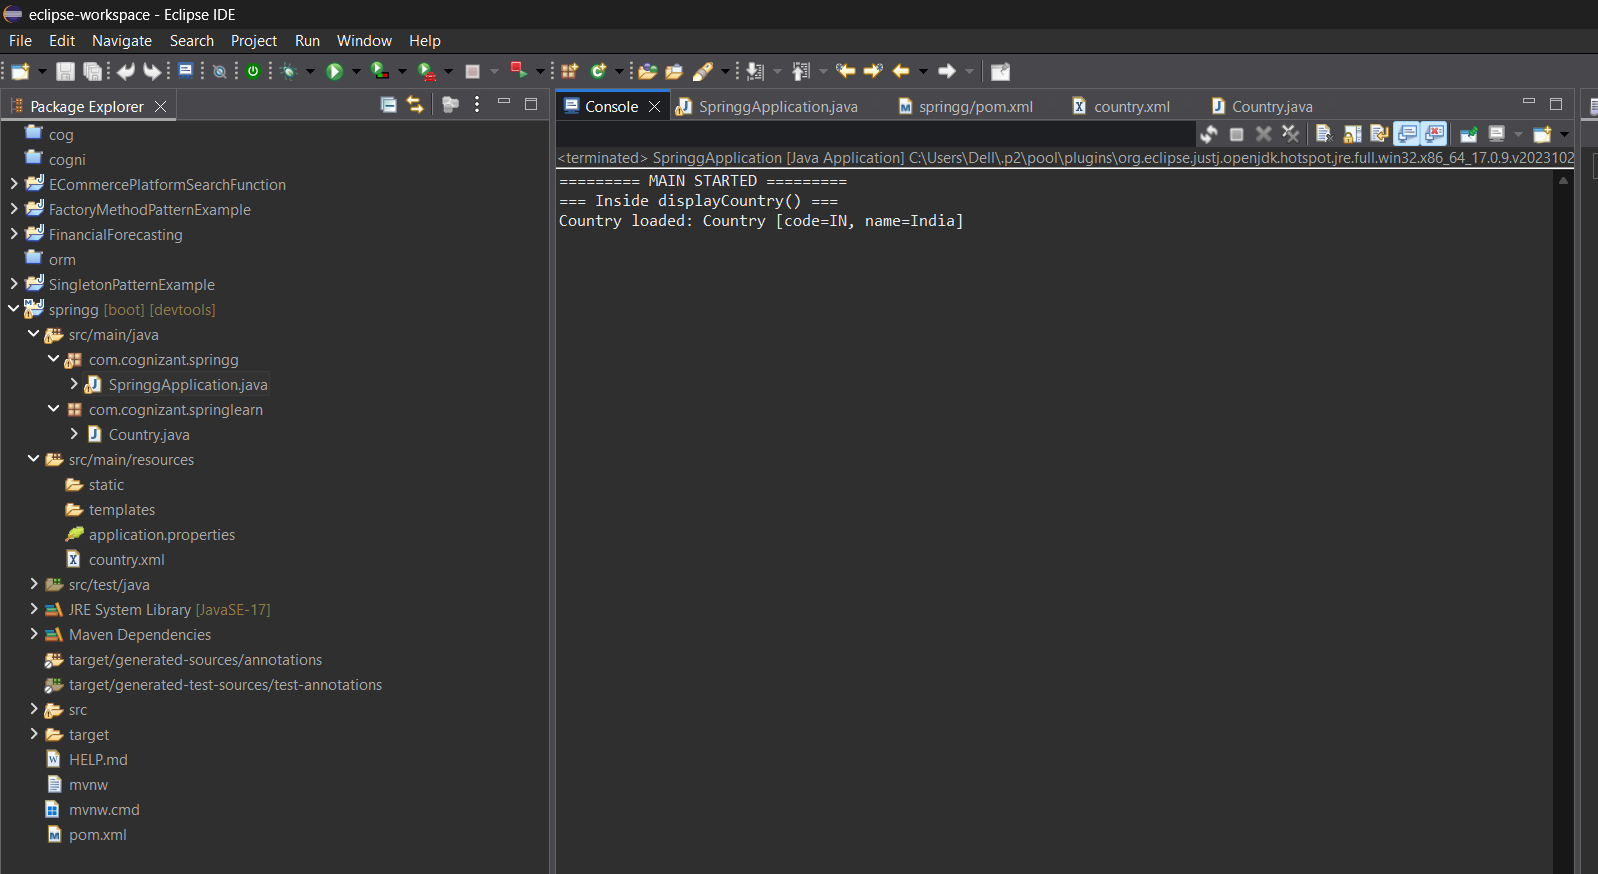 eclipse-workspace - Eclipse IDE
File Edit Navigate Search Project Run Window Help
Package Explorer
cog
cogni
ECommercePlatformSearchFunction
FactoryMethodPatternExample
FinancialForecasting
orm
SingletonPatternExample
springg [boot] [devtools]
src/main/java
com.cognizant.springg
SpringgApplication.java
com.cognizant.springlearn
Country.java
src/main/resources
static
templates
application.properties
country.xml
src/test/java
JRE System Library [JavaSE-17]
Maven Dependencies
target/generated-sources/annotations
target/generated-test-sources/test-annotations
src
target
HELP.md
mvnw
mvnw.cmd
pom.xml
Console SpringgApplication.java springg/pom.xml country.xml Country.java
<terminated> SpringgApplication [Java Application] C:\Users\Dell\.p2\pool\plugins\org.eclipse.justj.openjdk.hotspot.jre.full.win32.x86_64_17.0.9.v2023102
========= MAIN STARTED =========
=== Inside displayCountry() ===
Country loaded: Country [code=IN, name=India]